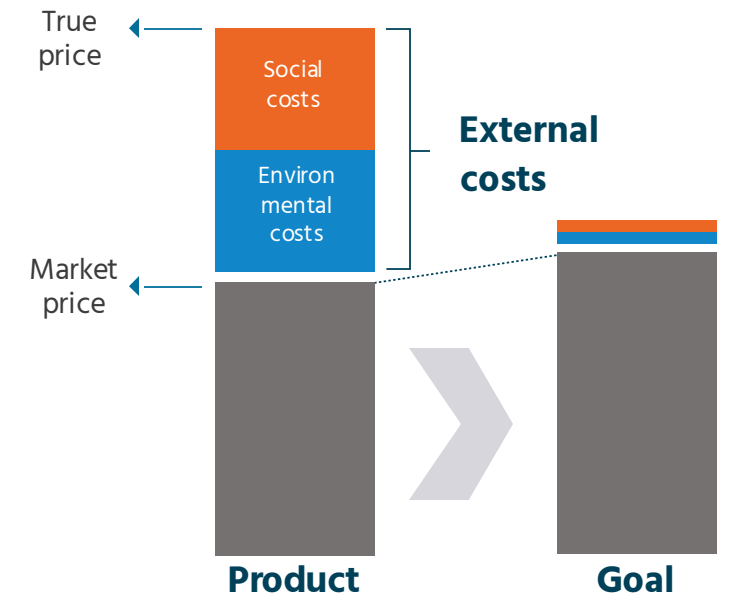 True
price
Social
costs
Environ
mental
costs
External
costs
Market
price
Product
Goal